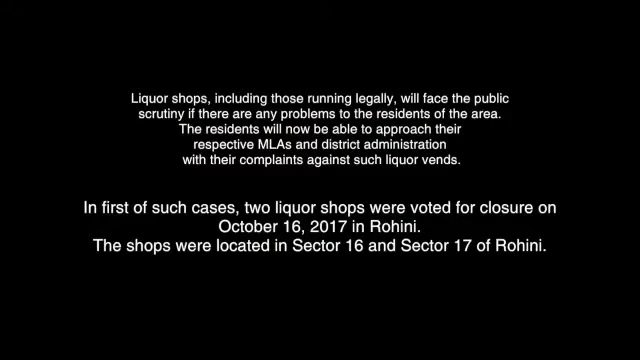 Liquor shops, including those running legally, will face the public
scrutiny if there are any problems to the residents of the area.
The residents will now be able to approach their
respective MLAs and district administration
with their complaints against such liquor vends.
In first of such cases, two liquor shops were voted for closure on
October 16, 2017 in Rohini.
The shops were located in Sector 16 and Sector 17 of Rohini.